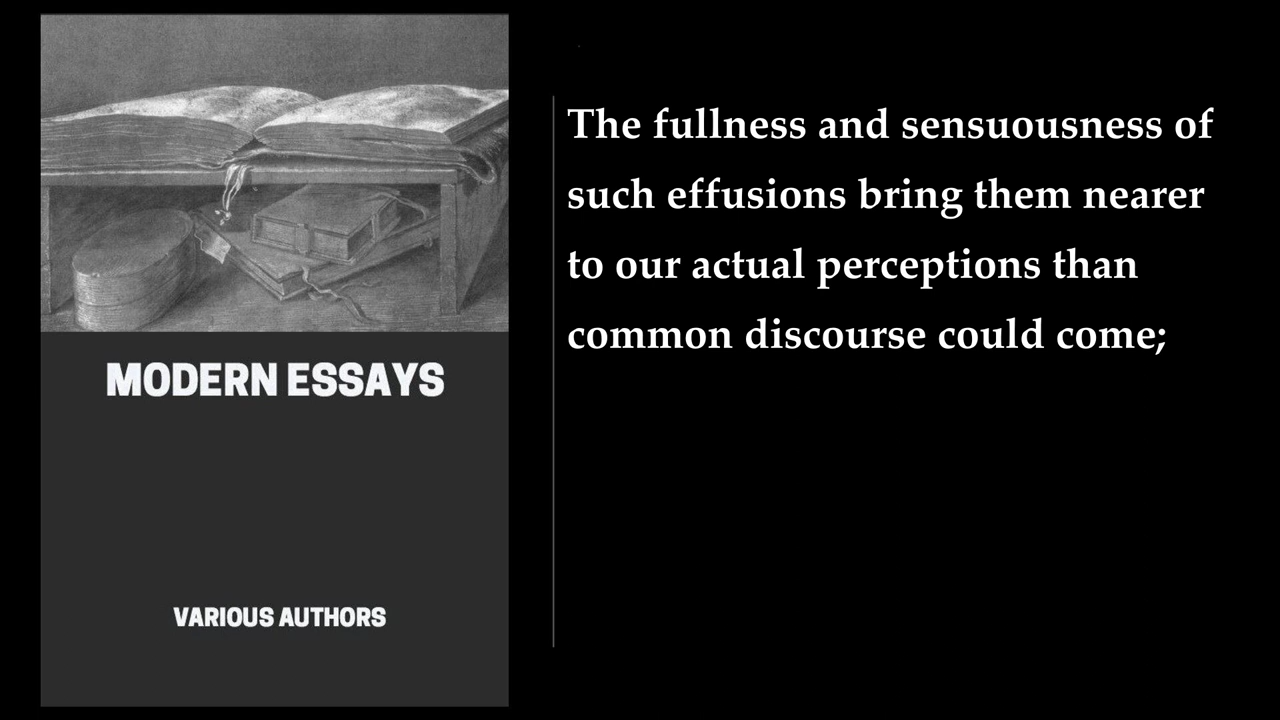 MODERN ESSAYS
VARIOUS AUTHORS
The fullness and sensuousness of
such effusions bring them nearer
to our actual perceptions than
common discourse could come;